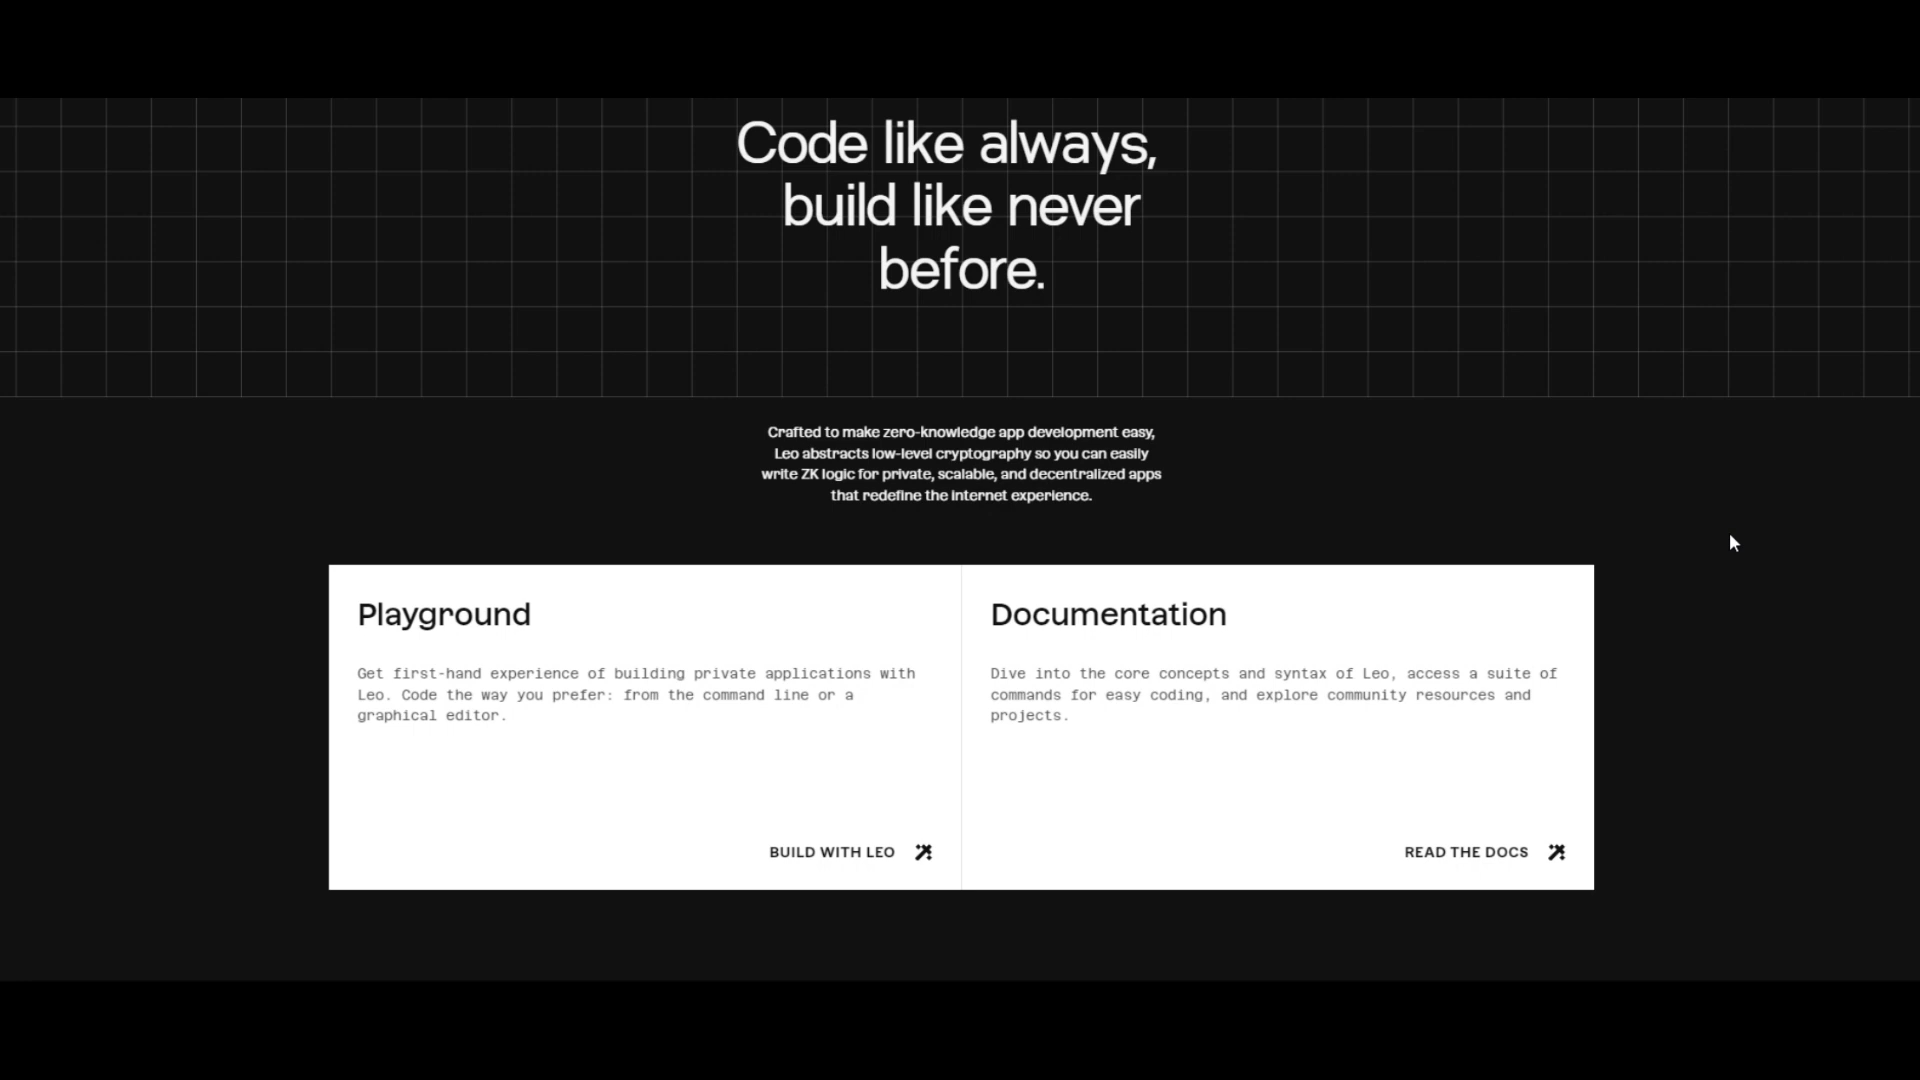 Code like always,
build like never
before.
Crafted to make zero-knowledge app development easy,
Leo abstracts low-level cryptography so you can easily
write ZK logic for private, scalable, and decentralized apps
that redefine the internet experience.
Playground
Get first-hand experience of building private applications with
Leo. Code the way you prefer: from the command line or a
graphical editor.
BUILD WITH LEO
Documentation
Dive into the core concepts and syntax of Leo, access a suite of
commands for easy coding, and explore community resources and
projects.
READ THE DOCS